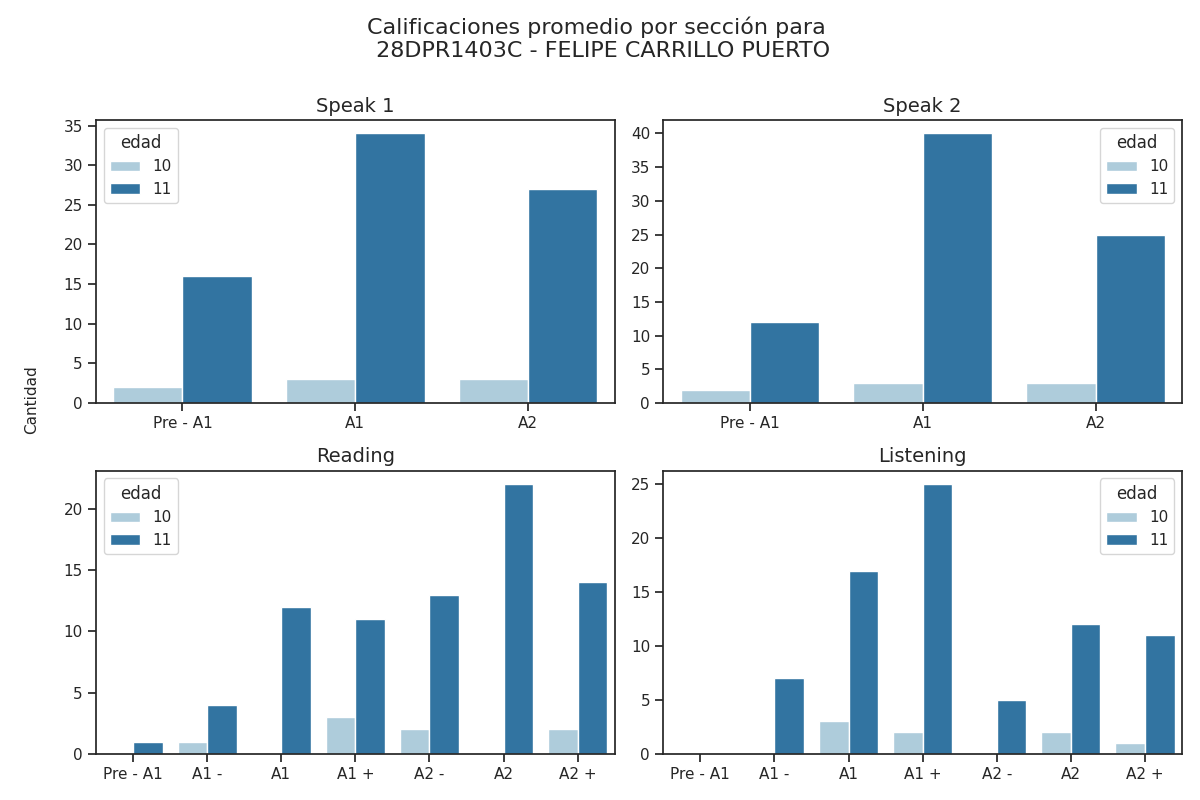 Calificaciones promedio por sección para
28DPR1403C - FELIPE CARRILLO PUERTO
Cantidad
Speak 1
35
30
25
20
15
10
5
0
edad
10
11
Pre - A1
A1
A2
Speak 2
40
35
30
25
20
15
10
5
0
edad
10
11
Pre - A1
A1
A2
Reading
20
15
10
5
0
edad
10
11
Pre - A1
A1 -
A1
A1 +
A2 -
A2
A2 +
Listening
25
20
15
10
5
0
edad
10
11
Pre - A1
A1 -
A1
A1 +
A2 -
A2
A2 +